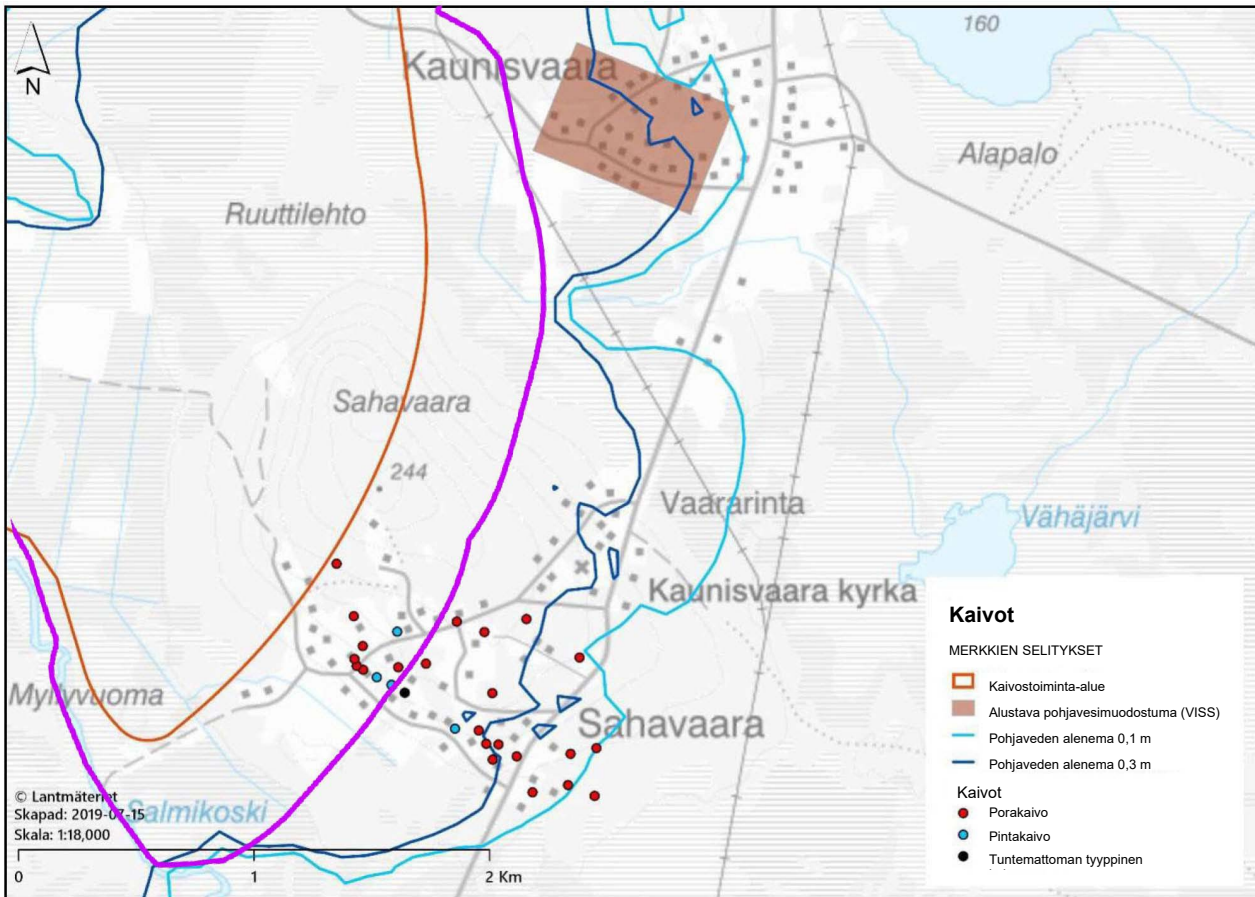 N
160
Kaunisvaara
Alapalo
Ruuttilehto
Sahavaara
244
Vaararinta
Vähäjärvi
Kaunisvaara kyrka
Myllyvuoma
Sahavaara
© Lantmäteriet
Skapad: 2019-07-15
Salmikoski
Skala: 1:18,000
0 1 2 Km
Kaivot
MERKKIEN SELITYKSET
Kaivostoiminta-alue
Alustava pohjavesimuodostuma (VISS)
Pohjaveden alenema 0,1 m
Pohjaveden alenema 0,3 m
Kaivot
Porakaivo
Pintakaivo
Tuntemattoman tyyppinen